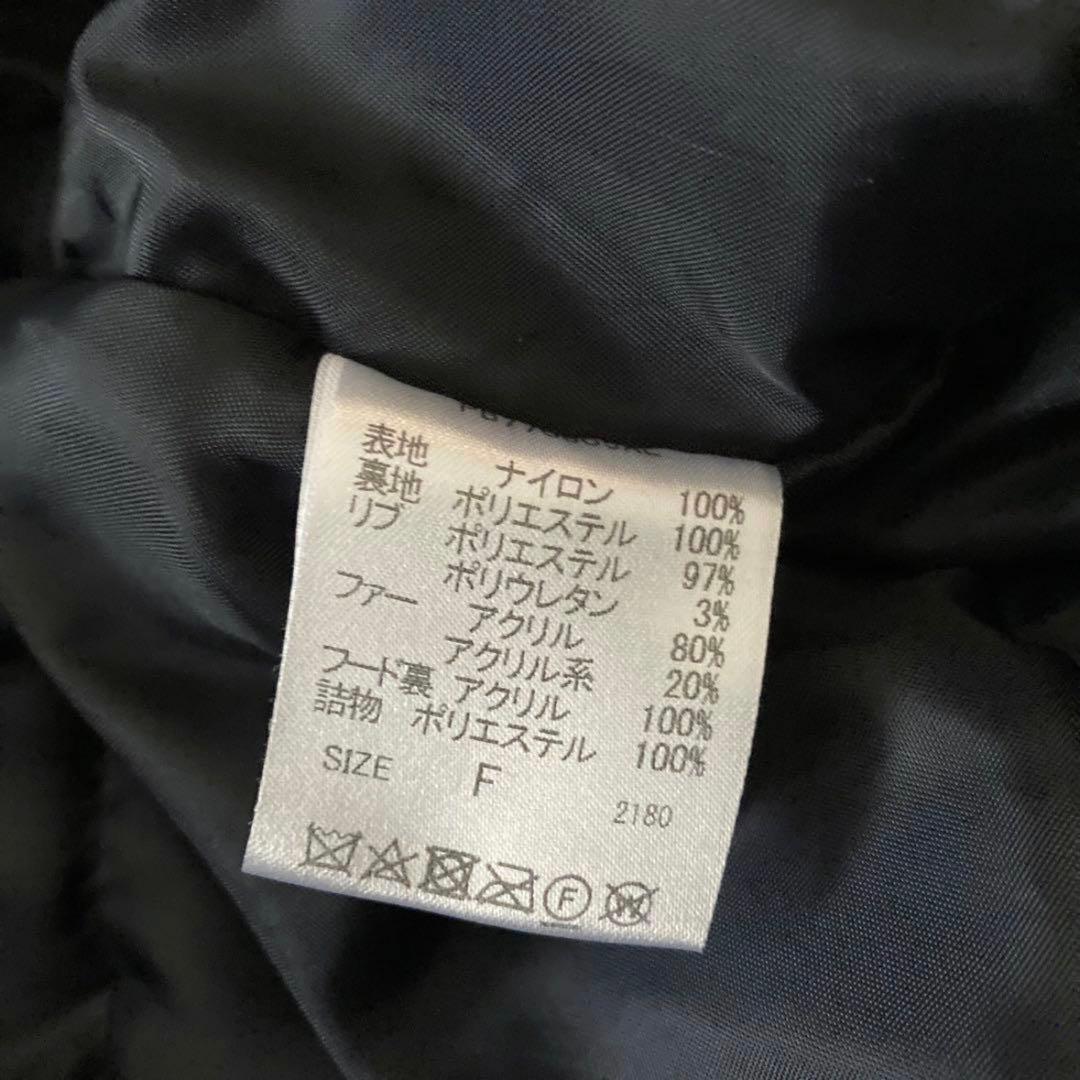 表地 ナイロン 100%
裏地 ポリエステル 100%
リブ ポリエステル 97%
ポリウレタン 3%
ファー アクリル 80%
アクリル系 20%
フード裏 アクリル 100%
詰物 ポリエステル 100%
SIZE F
2180
F W